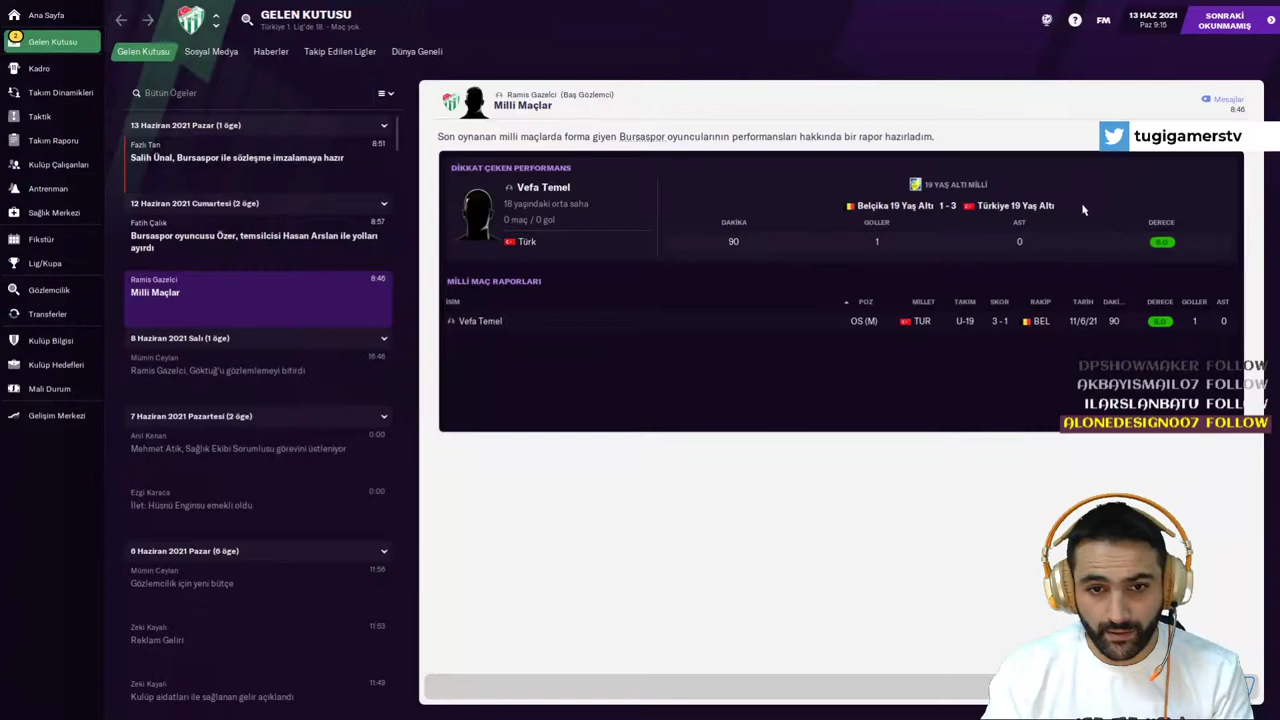 Ana Sayfa
2
Gelen Kutusu
Kadro
Takım Dinamikleri
Taktik
Takım Raporu
Kulüp Çalışanları
Antrenman
Sağlık Merkezi
Fikstür
Lig/Kupa
Gözlemcilik
Transferler
Kulüp Bilgisi
Kulüp Hedefleri
Mali Durum
Gelişim Merkezi
GELEN KUTUSU
Türkiye 1. Lig'de 18. - Maç yok.
FM
13 HAZ 2021
Paz 9:15
SONRAKİ OKUNMAMIŞ
Gelen Kutusu Sosyal Medya Haberler Takip Edilen Ligler Dünya Geneli
Bütün Ögeler
13 Haziran 2021 Pazar (1 öge)
Fazlı Tan 8:51
Salih Ünal, Bursaspor ile sözleşme imzalamaya hazır
12 Haziran 2021 Cumartesi (2 öge)
Fatih Çalık 8:57
Bursaspor oyuncusu Özer, temsilcisi Hasan Arslan ile yolları
ayırdı
Ramis Gazelci 8:46
Milli Maçlar
8 Haziran 2021 Salı (1 öge)
Mümin Ceylan 16:46
Ramis Gazelci, Göktuğ'u gözlemlemeyi bitirdi
7 Haziran 2021 Pazartesi (2 öge)
Anıl Kenan 0:00
Mehmet Atik, Sağlık Ekibi Sorumlusu görevini üstleniyor
Ezgi Karaca 0:00
İlet: Hüsnü Enginsu emekli oldu
6 Haziran 2021 Pazar (6 öge)
Mümin Ceylan 11:56
Gözlemcilik için yeni bütçe
Zeki Kayalı 11:53
Reklam Geliri
Zeki Kayalı 11:49
Kulüp aidatları ile sağlanan gelir açıklandı
Ramis Gazelci (Baş Gözlemci)
Milli Maçlar
Mesajlar
8:46
Son oynanan milli maçlarda forma giyen Bursaspor oyuncularının performansları hakkında bir rapor hazırladım.
tugigamerstv
DİKKAT ÇEKEN PERFORMANS
Vefa Temel
18 yaşındaki orta saha
0 maç / 0 gol
Türk
19 YAŞ ALTI MİLLİ
Belçika 19 Yaş Altı 1 - 3 Türkiye 19 Yaş Altı
DAKİKA GOLLER AST DERECE
90 1 0 8.0
MİLLİ MAÇ RAPORLARI
İSİM POZ MİLLET TAKIM SKOR RAKİP TARİH DAKİ... DERECE GOLLER AST
Vefa Temel OS (M) TUR U-19 3 - 1 BEL 11/6/21 90 8.0 1 0
DPSHOWMAKER FOLLOW
AKBAYISMAIL07 FOLLOW
ILARSLANBATU FOLLOW
ALONEDESIGN007 FOLLOW